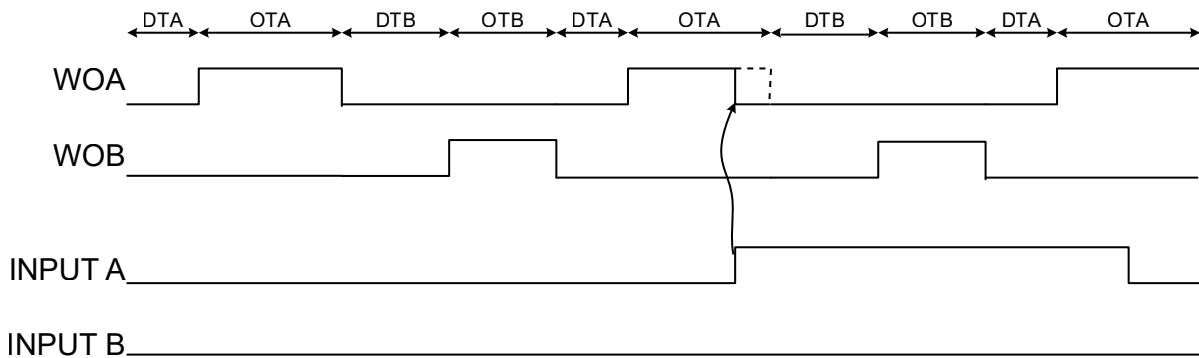 DTA OTA DTB OTB DTA OTA DTB OTB DTA OTA
WOA
WOB
INPUT A
INPUT B